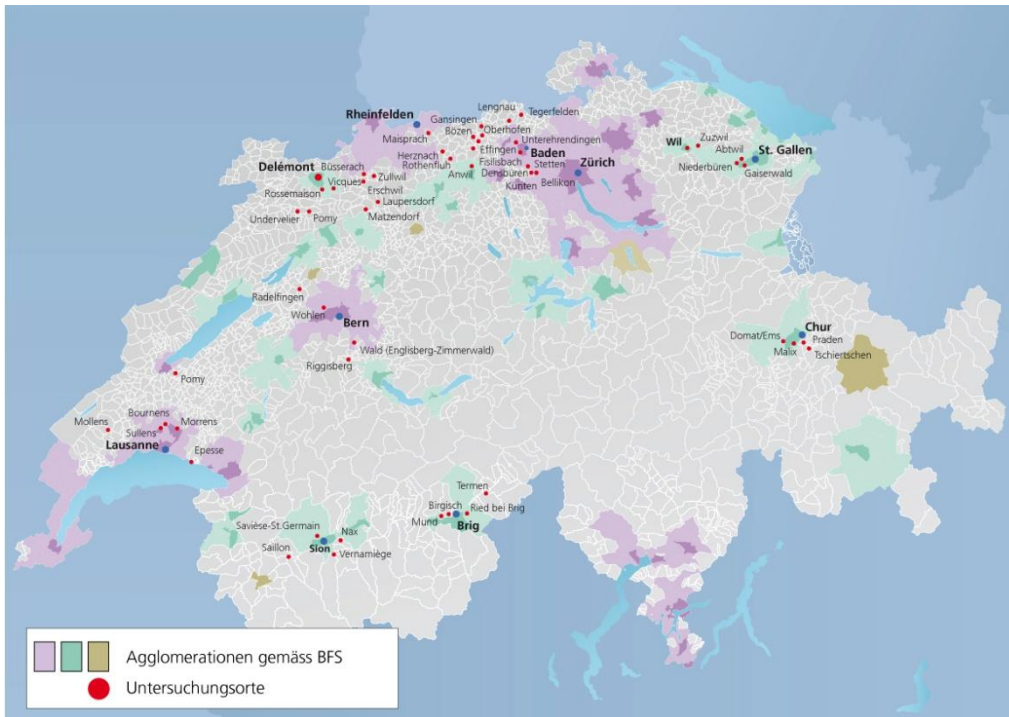 Lengnau
Tegerfelden
Rheinfelden
Gansingen
Bözen
Oberhofen
Maisprach
Unterehrendingen
Wil
Zuzwil
Abtwil
St. Gallen
Herznach
Effingen
Baden
Rothenfluh
Fislisbach
Stetten
Zürich
Delémont
Büsserach
Niederbüren
Gaiserwald
Anwil
Densbüren
Zullwil
Vicques
Künten
Bellikon
Rossemaison
Erschwil
Laupersdorf
Undervelier
Pomy
Matzendorf
Radelfingen
Wohlen
Bern
Chur
Domat/Ems
Praden
Malix
Tschiertschen
Wald (Englisberg-Zimmerwald)
Riggisberg
Pomy
Bournens
Mollens
Morrens
Sullens
Lausanne
Epesse
Termen
Birgisch
Ried bei Brig
Mund
Brig
Savièse-St.Germain
Nax
Saillon
Sion
Vernamiège
Agglomerationen gemäss BFS
Untersuchungsorte